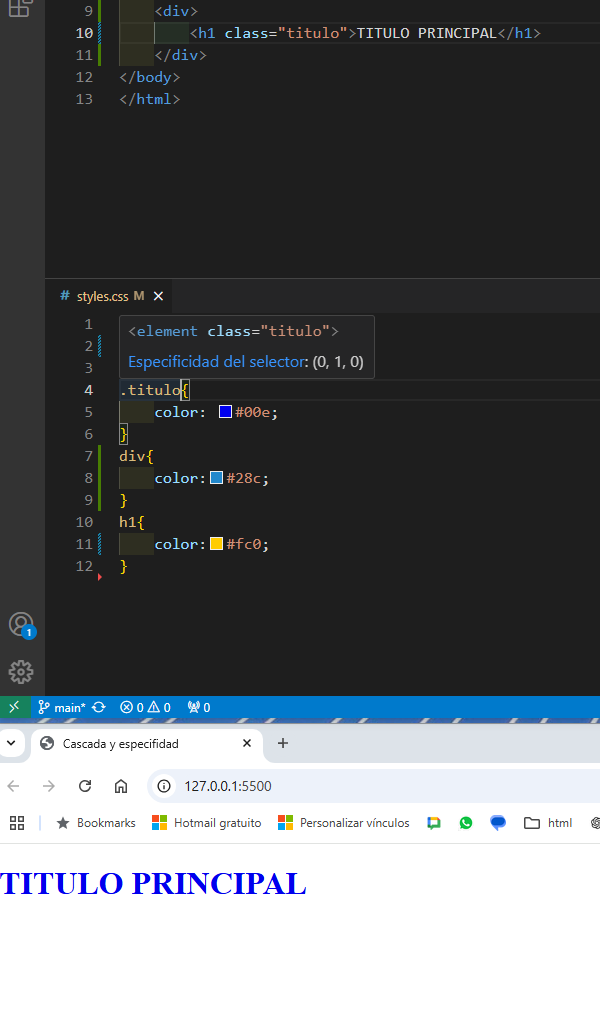 9 <div>
10 <h1 class="titulo">TITULO PRINCIPAL</h1>
11 </div>
12 </body>
13 </html>
# styles.css M ×
1
2
3
<element class="titulo">
Especificidad del selector: (0, 1, 0)
4 .titulo{
5 color: #00e;
6 }
7 div{
8 color: #28c;
9 }
10 h1{
11 color: #fc0;
12 }
1
main* 0 0 0
Cascada y especifidad × +
127.0.0.1:5500
Bookmarks Hotmail gratuito Personalizar vínculos html
TITULO PRINCIPAL